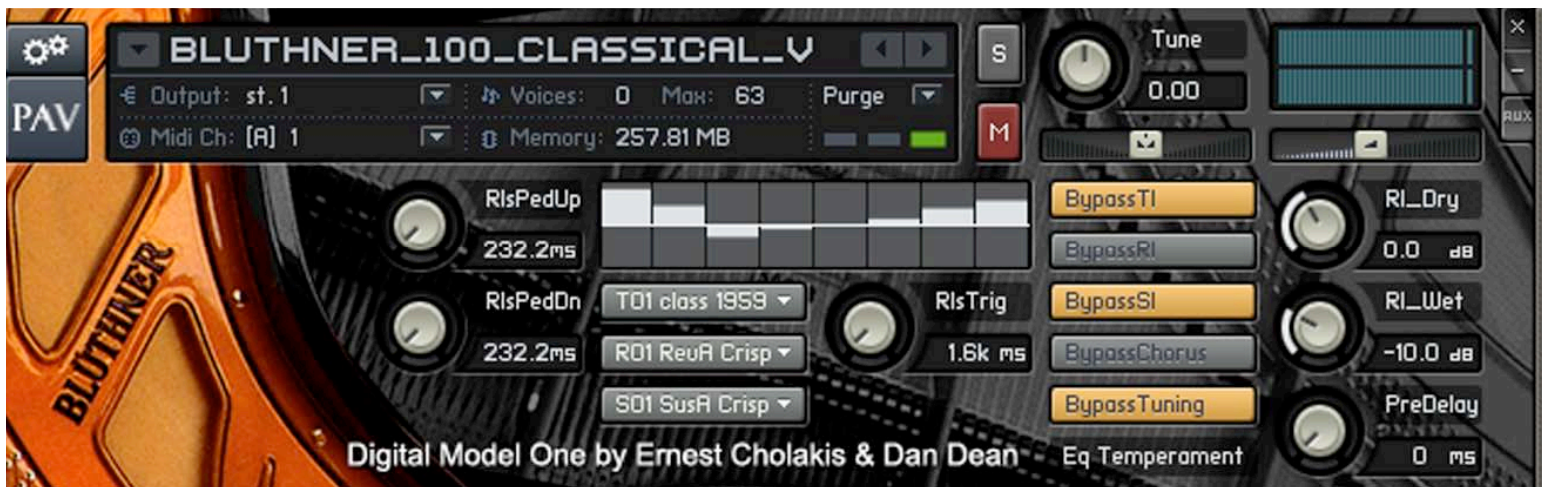 BLUTHNER_100_CLASSICAL_V
S
Tune
0.00
X
-
AUX
PAV
Output: st.1
Voices: 0 Max: 63
Purge
Midi Ch: [A] 1
Memory: 257.81 MB
M
RlsPedUp
232.2ms
BypassTI
BypassRI
RI_Dry
0.0 dB
RlsPedDn
232.2ms
T01 class 1959
R01 RevA Crisp
S01 SusA Crisp
RlsTrig
1.6k ms
BypassSI
BypassChorus
BypassTuning
RI_Wet
-10.0 dB
PreDelay
0 ms
BLÜTHNER
Digital Model One by Ernest Cholakis & Dan Dean
Eq Temperament